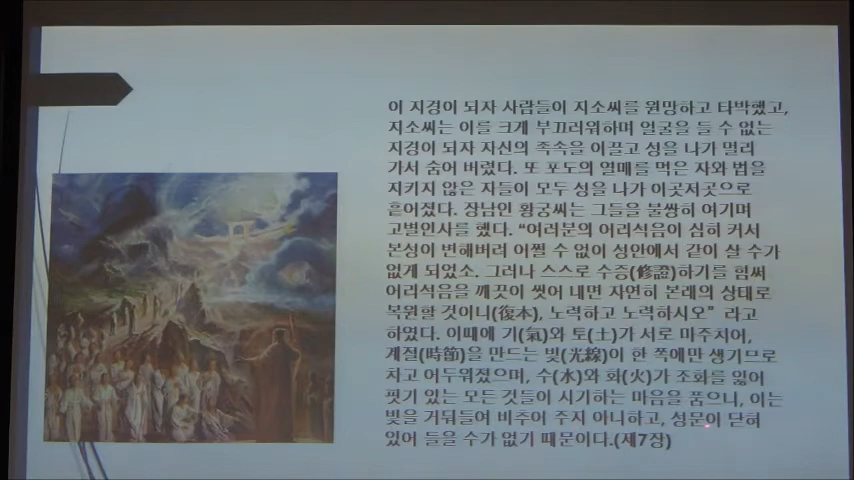 이 지경이 되자 사람들이 지소씨를 원망하고 타박했고,
지소씨는 이를 크게 부끄러워하며 얼굴을 들 수 없는
지경이 되자 자신의 족속을 이끌고 성을 나가 멀리
가서 숨어 버렸다. 또 포도의 열매를 먹은 자와 법을
지키지 않은 자들이 모두 성을 나가 이곳저곳으로
흩어졌다. 장남인 황궁씨는 그들을 불쌍히 여기며
고별인사를 했다. “여러분의 어리석음이 심히 커서
본성이 변해버려 어쩔 수 없이 성안에서 같이 살 수가
없게 되었소. 그러나 스스로 수증(修證)하기를 힘써
어리석음을 깨끗이 씻어 내면 자연히 본래의 상태로
복원할 것이니(復本), 노력하고 노력하시오” 라고
하였다. 이때에 기(氣)와 토(土)가 서로 마주치어,
계절(時節)을 만드는 빛(光線)이 한 쪽에만 생기므로
차고 어두워졌으며, 수(水)와 화(火)가 조화를 잃어
핏기 있는 모든 것들이 시기하는 마음을 품으니, 이는
빛을 거둬들여 비추어 주지 아니하고, 성문이 닫혀
있어 들을 수가 없기 때문이다.(제7장)